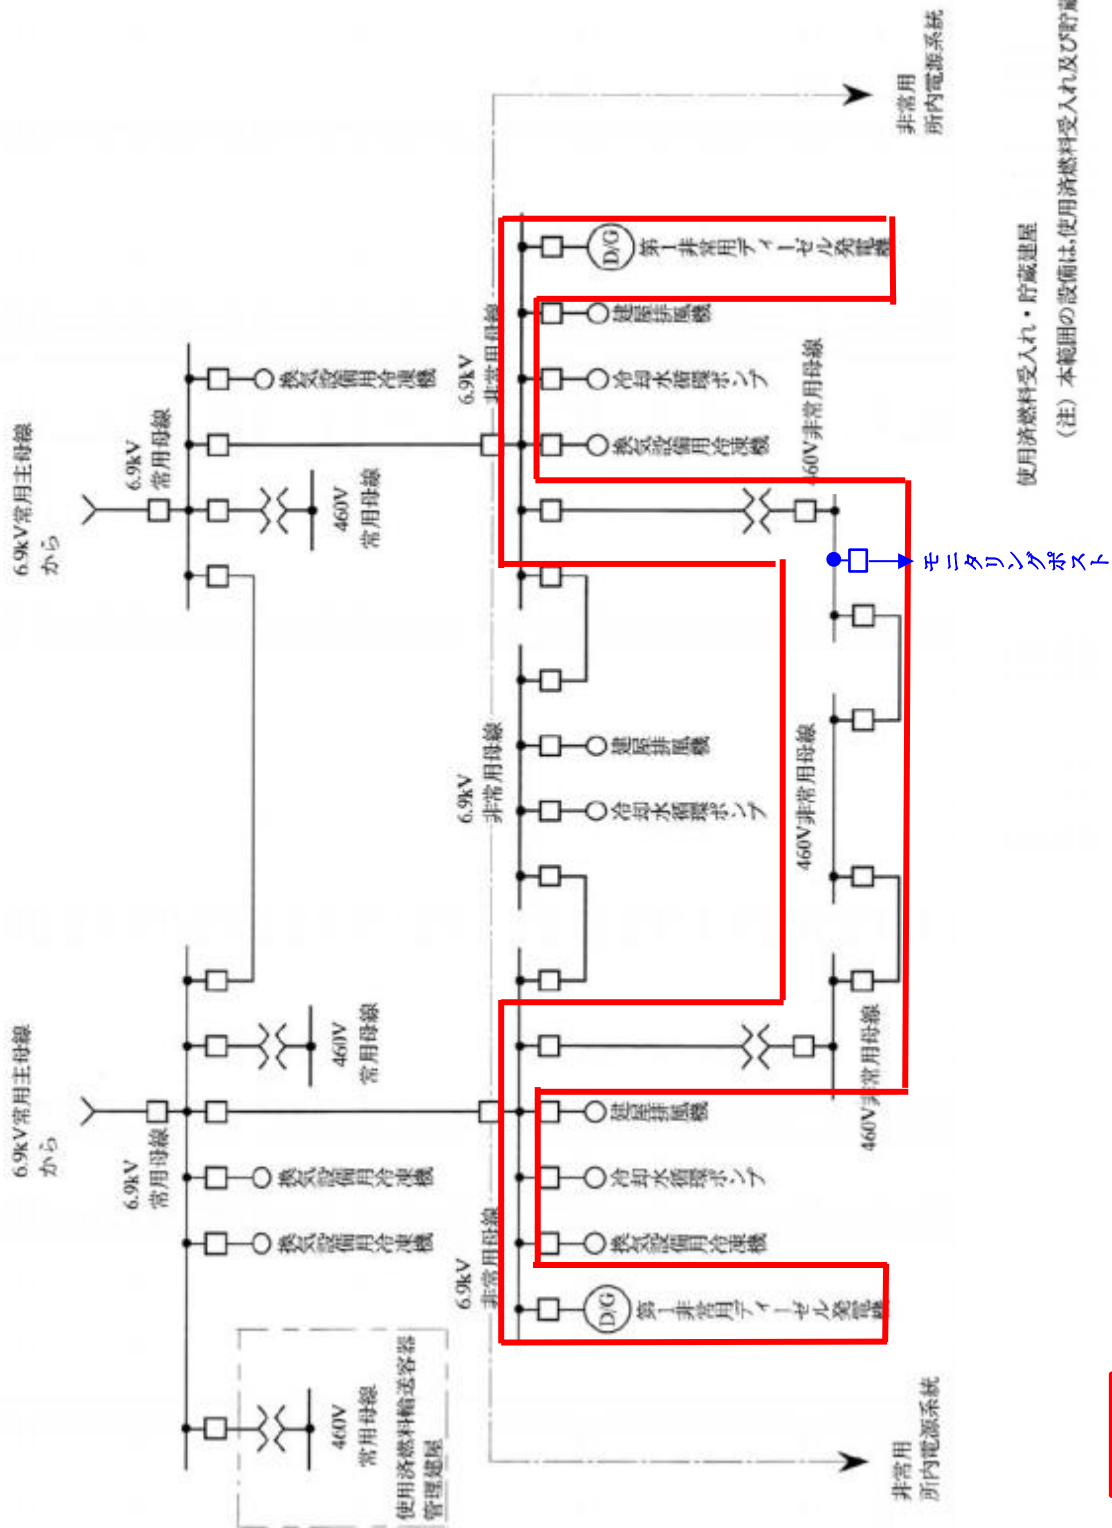 6.9kV常用主母線
から
6.9kV常用主母線
から
6.9kV
常用母線
6.9kV
常用母線
換気設備用冷凍機
換気設備用冷凍機
換気設備用冷凍機
460V
常用母線
460V
常用母線
460V
常用母線
使用済燃料輸送容器
管理建屋
6.9kV
非常用母線
6.9kV
非常用母線
6.9kV
非常用母線
D/G
第1非常用ディーゼル発電機
換気設備用冷凍機
冷却水循環ポンプ
建屋排風機
冷却水循環ポンプ
建屋排風機
換気設備用冷凍機
冷却水循環ポンプ
建屋排風機
D/G
第1非常用ディーゼル発電機
460V非常用母線
460V非常用母線
460V非常用母線
モニタリングポスト
非常用
所内電源系統
非常用
所内電源系統
使用済燃料受入れ・貯蔵建屋
(注) 本範囲の設備は、使用済燃料受入れ及び貯蔵